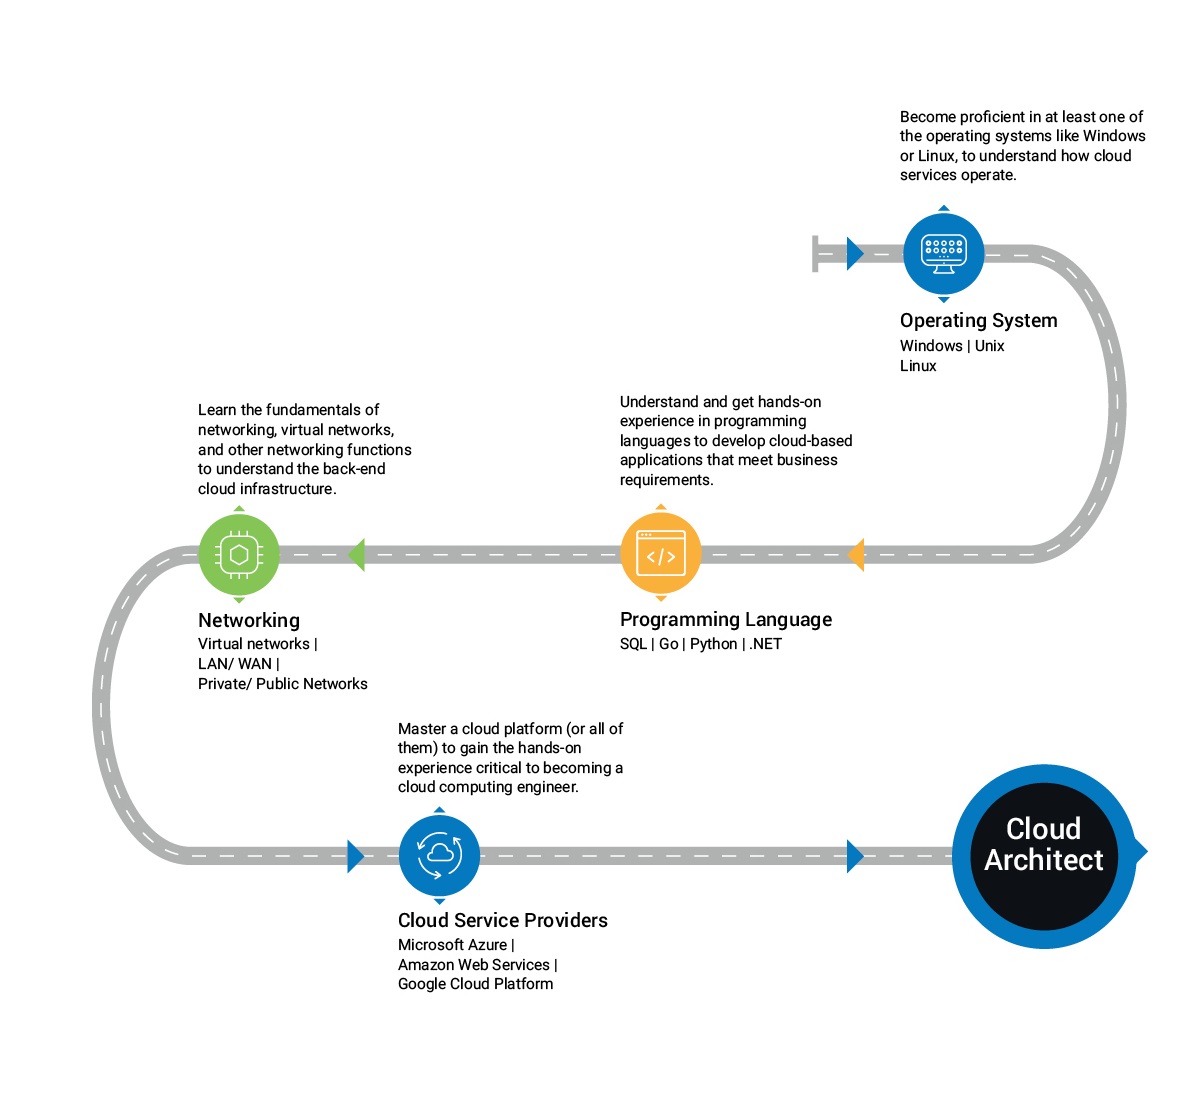 Become proficient in at least one of
the operating systems like Windows
or Linux, to understand how cloud
services operate.
Operating System
Windows | Unix
Linux
Understand and get hands-on
experience in programming
languages to develop cloud-based
applications that meet business
requirements.
</>
Programming Language
SQL | Go | Python | .NET
Learn the fundamentals of
networking, virtual networks,
and other networking functions
to understand the back-end
cloud infrastructure.
Networking
Virtual networks |
LAN/ WAN |
Private/ Public Networks
Master a cloud platform (or all of
them) to gain the hands-on
experience critical to becoming a
cloud computing engineer.
Cloud Service Providers
Microsoft Azure |
Amazon Web Services |
Google Cloud Platform
Cloud
Architect